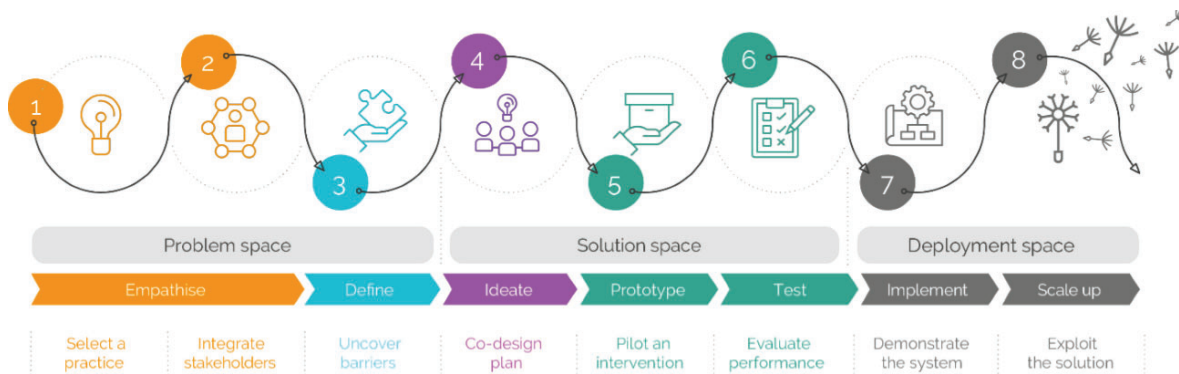 1
2
3
4
5
6
7
8
Problem space
Solution space
Deployment space
Empathise
Define
Ideate
Prototype
Test
Implement
Scale up
Select a
practice
Integrate
stakeholders
Uncover
barriers
Co-design
plan
Pilot an
intervention
Evaluate
performance
Demonstrate
the system
Exploit
the solution